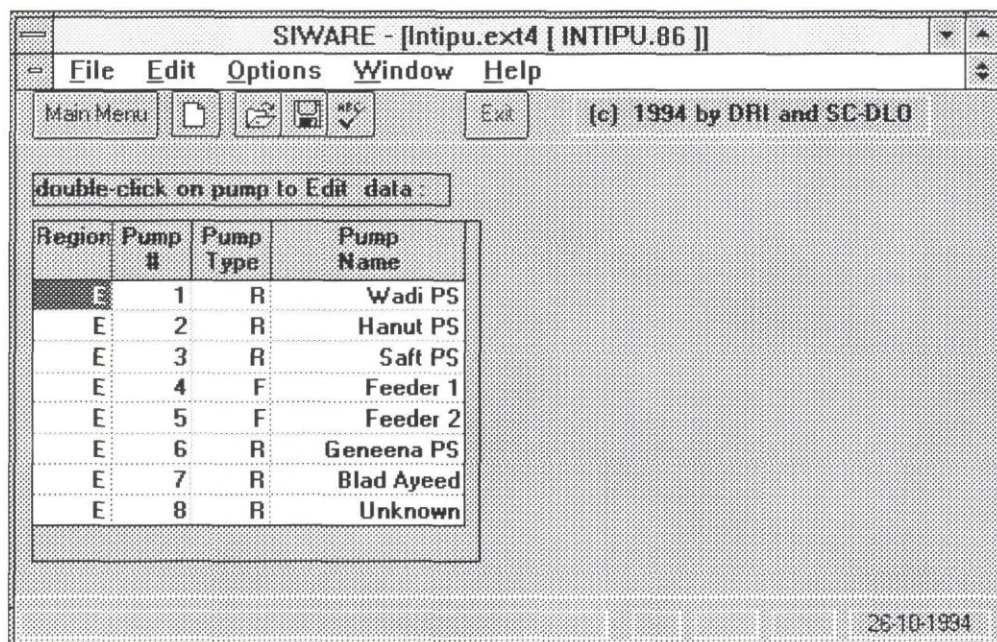 SIWARE - [Intipu.ext4 [ INTIPU.86 ]]
File Edit Options Window Help
Main Menu ABC Exit (c) 1994 by DRI and SC-DLO
double-click on pump to Edit data :
Region Pump # Pump Type Pump Name
E 1 R Wadi PS
E 2 R Hanut PS
E 3 R Saft PS
E 4 F Feeder 1
E 5 F Feeder 2
E 6 R Geneena PS
E 7 R Blad Ayeed
E 8 R Unknown
26-10-1994